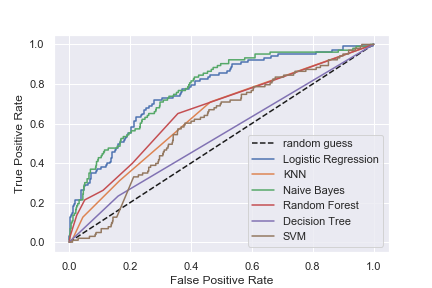 1.0
0.8
0.6
0.4
0.2
0.0
True Positive Rate
random guess
Logistic Regression
KNN
Naive Bayes
Random Forest
Decision Tree
SVM
0.0 0.2 0.4 0.6 0.8 1.0
False Positive Rate